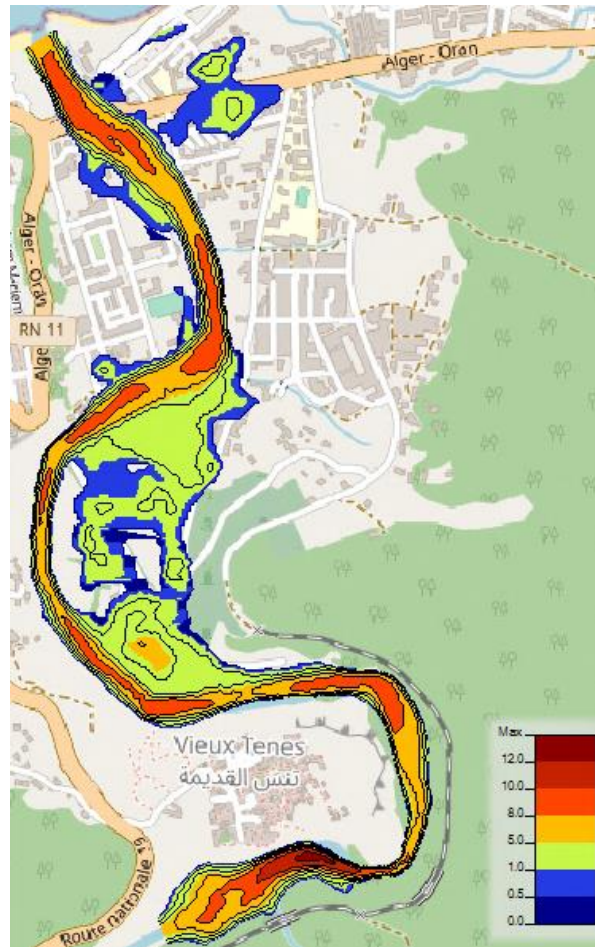 Alger - Oran
Alger - Oran
RN 11
Alge
Vieux Tenes
تنس القديمة
Route nationale 19
Max
12.0
10.0
8.0
5.0
1.0
0.5
0.0